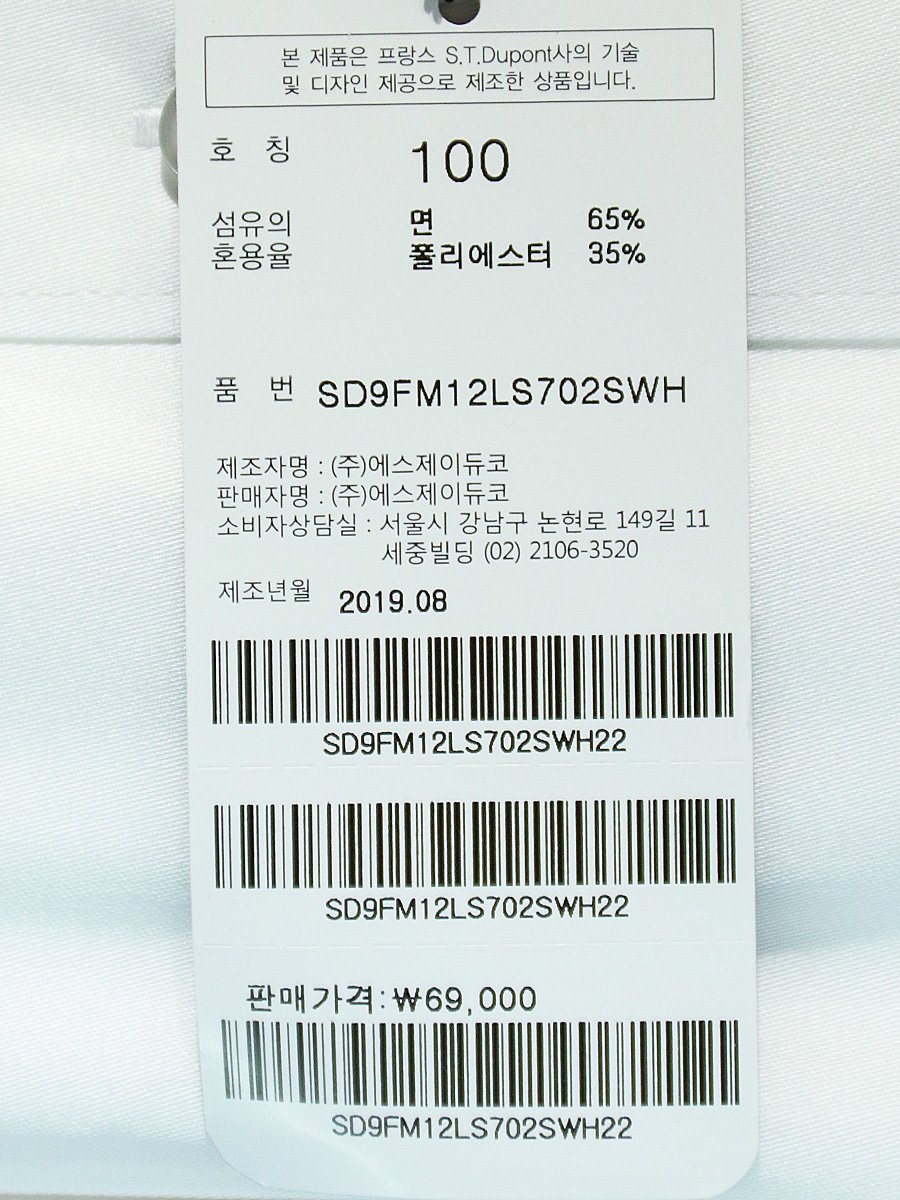 본 제품은 프랑스 S.T.Dupont사의 기술
및 디자인 제공으로 제조한 상품입니다.
호 칭 100
섬유의 면 65%
혼용율 폴리에스터 35%
품 번 SD9FM12LS702SWH
제조자명 : (주)에스제이듀코
판매자명 : (주)에스제이듀코
소비자상담실 : 서울시 강남구 논현로 149길 11
세중빌딩 (02) 2106-3520
제조년월 2019.08
SD9FM12LS702SWH22
SD9FM12LS702SWH22
판매가격:₩69,000
SD9FM12LS702SWH22